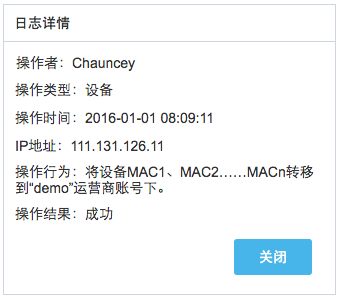 日志详情
操作者：Chauncey
操作类型：设备
操作时间：2016-01-01 08:09:11
IP地址：111.131.126.11
操作行为：将设备MAC1、MAC2……MACn转移
到“demo”运营商账号下。
操作结果：成功
关闭